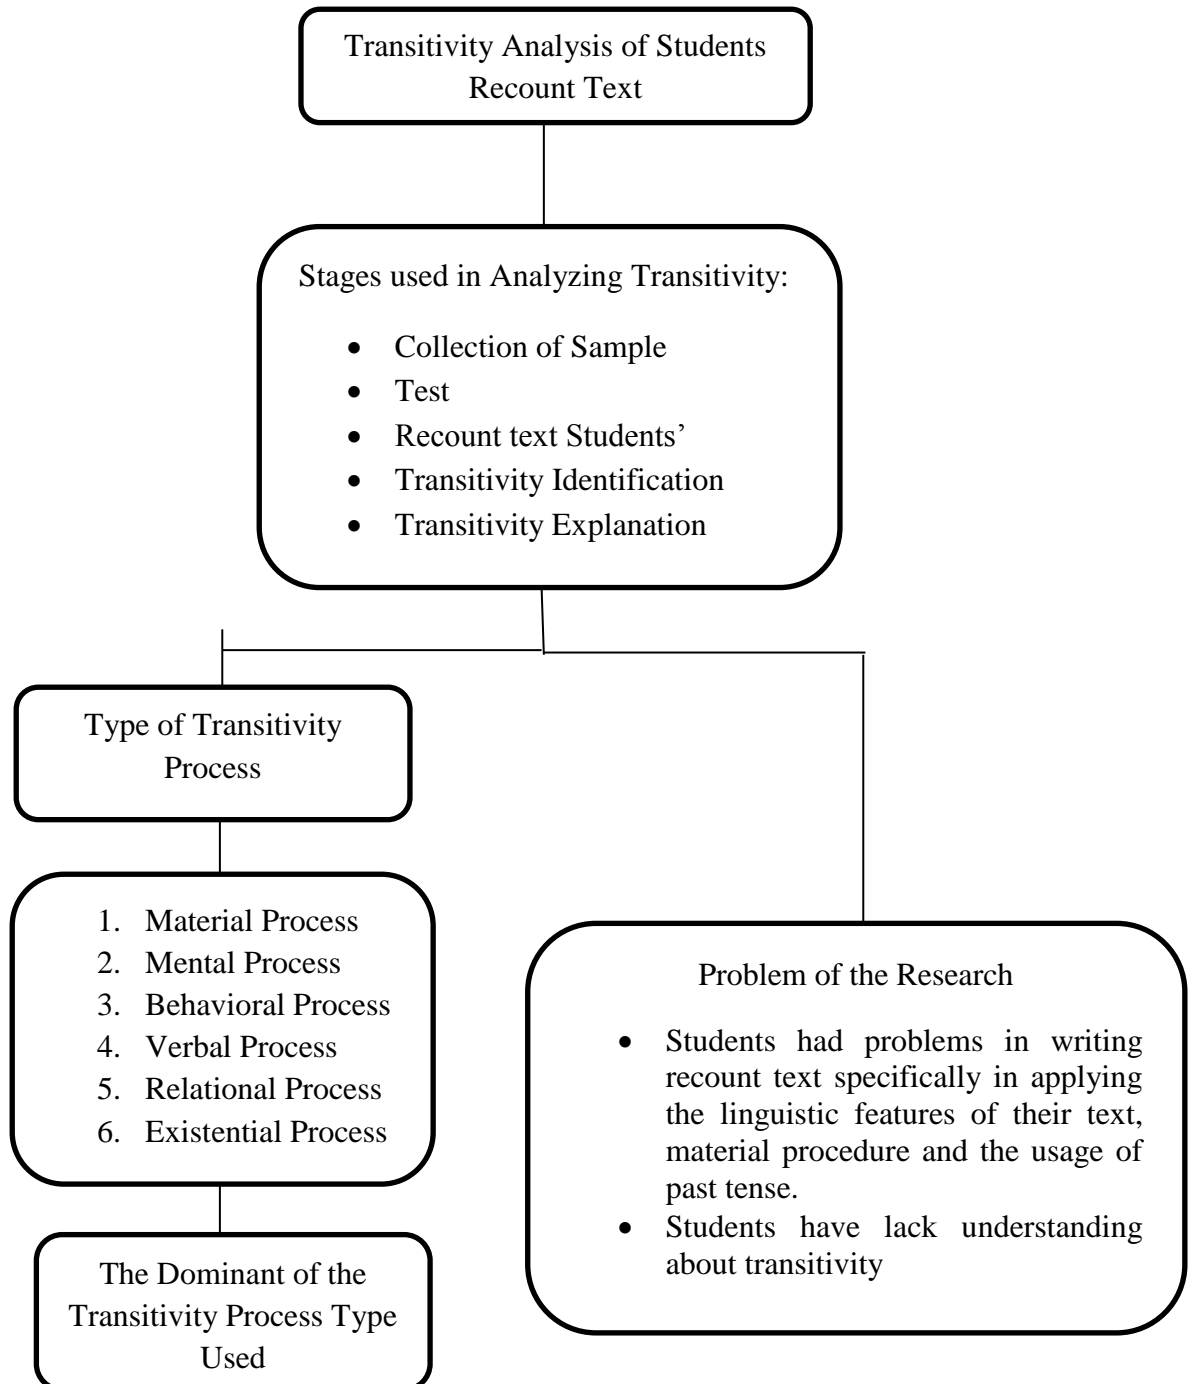 Transitivity Analysis of Students
Recount Text
Stages used in Analyzing Transitivity:
• Collection of Sample
• Test
• Recount text Students’
• Transitivity Identification
• Transitivity Explanation
Type of Transitivity
Process
1. Material Process
2. Mental Process
3. Behavioral Process
4. Verbal Process
5. Relational Process
6. Existential Process
The Dominant of the
Transitivity Process Type
Used
Problem of the Research
• Students had problems in writing
recount text specifically in applying
the linguistic features of their text,
material procedure and the usage of
past tense.
• Students have lack understanding
about transitivity